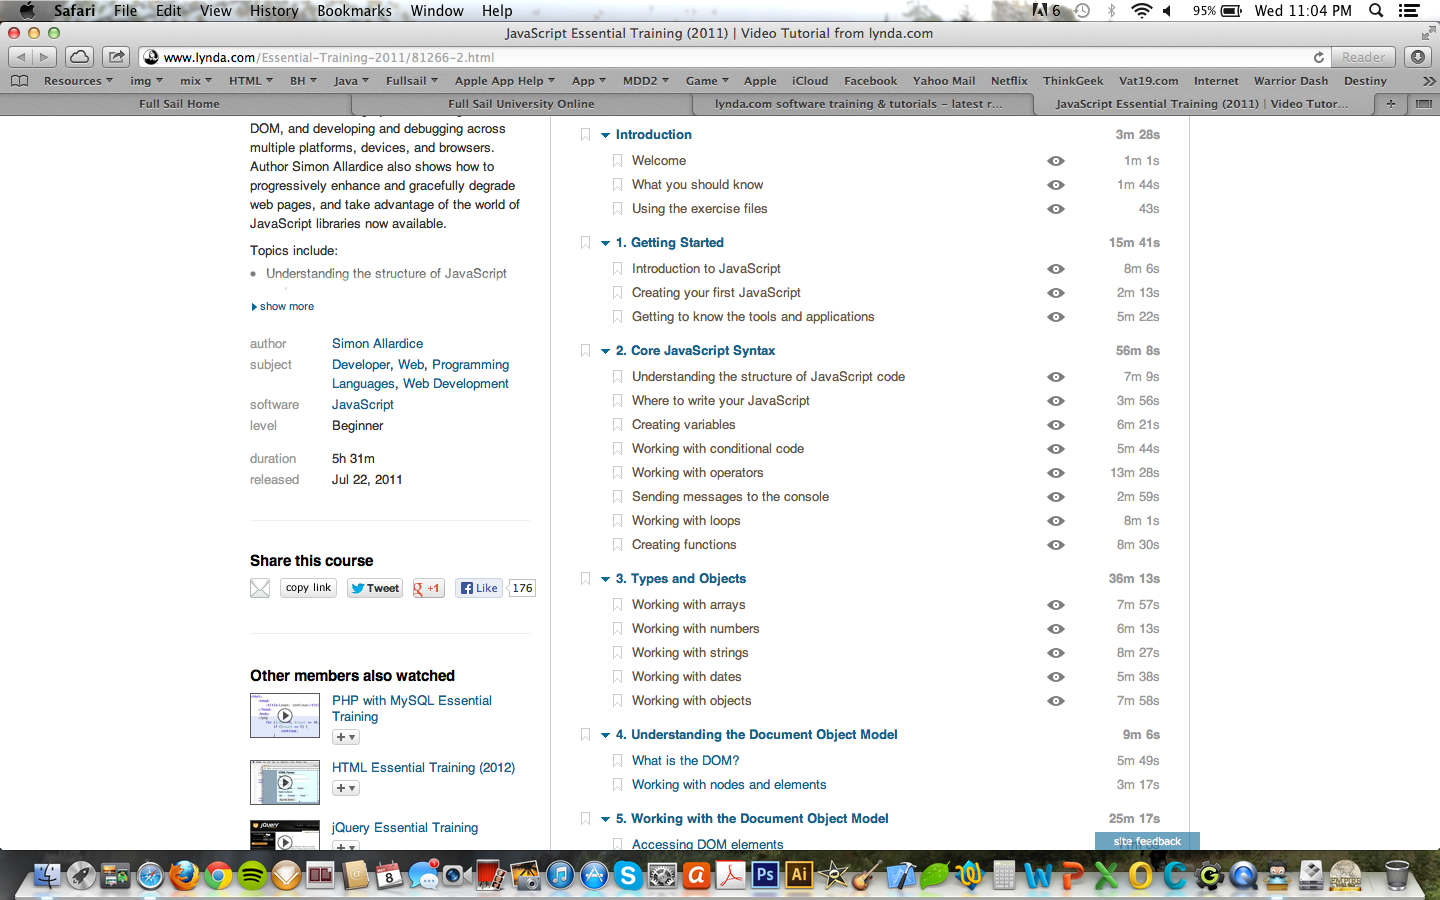 Safari File Edit View History Bookmarks Window Help 6 95% Wed 11:04 PM
JavaScript Essential Training (2011) | Video Tutorial from lynda.com
www.lynda.com/Essential-Training-2011/81266-2.html Reader
Resources img mix HTML BH Java Fullsail Apple App Help App MDD2 Game Apple iCloud Facebook Yahoo Mail Netflix ThinkGeek Vat19.com Internet Warrior Dash Destiny
Full Sail Home Full Sail University Online lynda.com software training & tutorials – latest r... JavaScript Essential Training (2011) | Video Tutor...
DOM, and developing and debugging across
multiple platforms, devices, and browsers.
Author Simon Allardice also shows how to
progressively enhance and gracefully degrade
web pages, and take advantage of the world of
JavaScript libraries now available.
Topics include:
• Understanding the structure of JavaScript
show more
author Simon Allardice
subject Developer, Web, Programming
Languages, Web Development
software JavaScript
level Beginner
duration 5h 31m
released Jul 22, 2011
Share this course
copy link Tweet +1 Like 176
Other members also watched
PHP with MySQL Essential
Training
HTML Essential Training (2012)
jQuery Essential Training
Introduction 3m 28s
Welcome 1m 1s
What you should know 1m 44s
Using the exercise files 43s
1. Getting Started 15m 41s
Introduction to JavaScript 8m 6s
Creating your first JavaScript 2m 13s
Getting to know the tools and applications 5m 22s
2. Core JavaScript Syntax 56m 8s
Understanding the structure of JavaScript code 7m 9s
Where to write your JavaScript 3m 56s
Creating variables 6m 21s
Working with conditional code 5m 44s
Working with operators 13m 28s
Sending messages to the console 2m 59s
Working with loops 8m 1s
Creating functions 8m 30s
3. Types and Objects 36m 13s
Working with arrays 7m 57s
Working with numbers 6m 13s
Working with strings 8m 27s
Working with dates 5m 38s
Working with objects 7m 58s
4. Understanding the Document Object Model 9m 6s
What is the DOM? 5m 49s
Working with nodes and elements 3m 17s
5. Working with the Document Object Model 25m 17s
Accessing DOM elements
site feedback